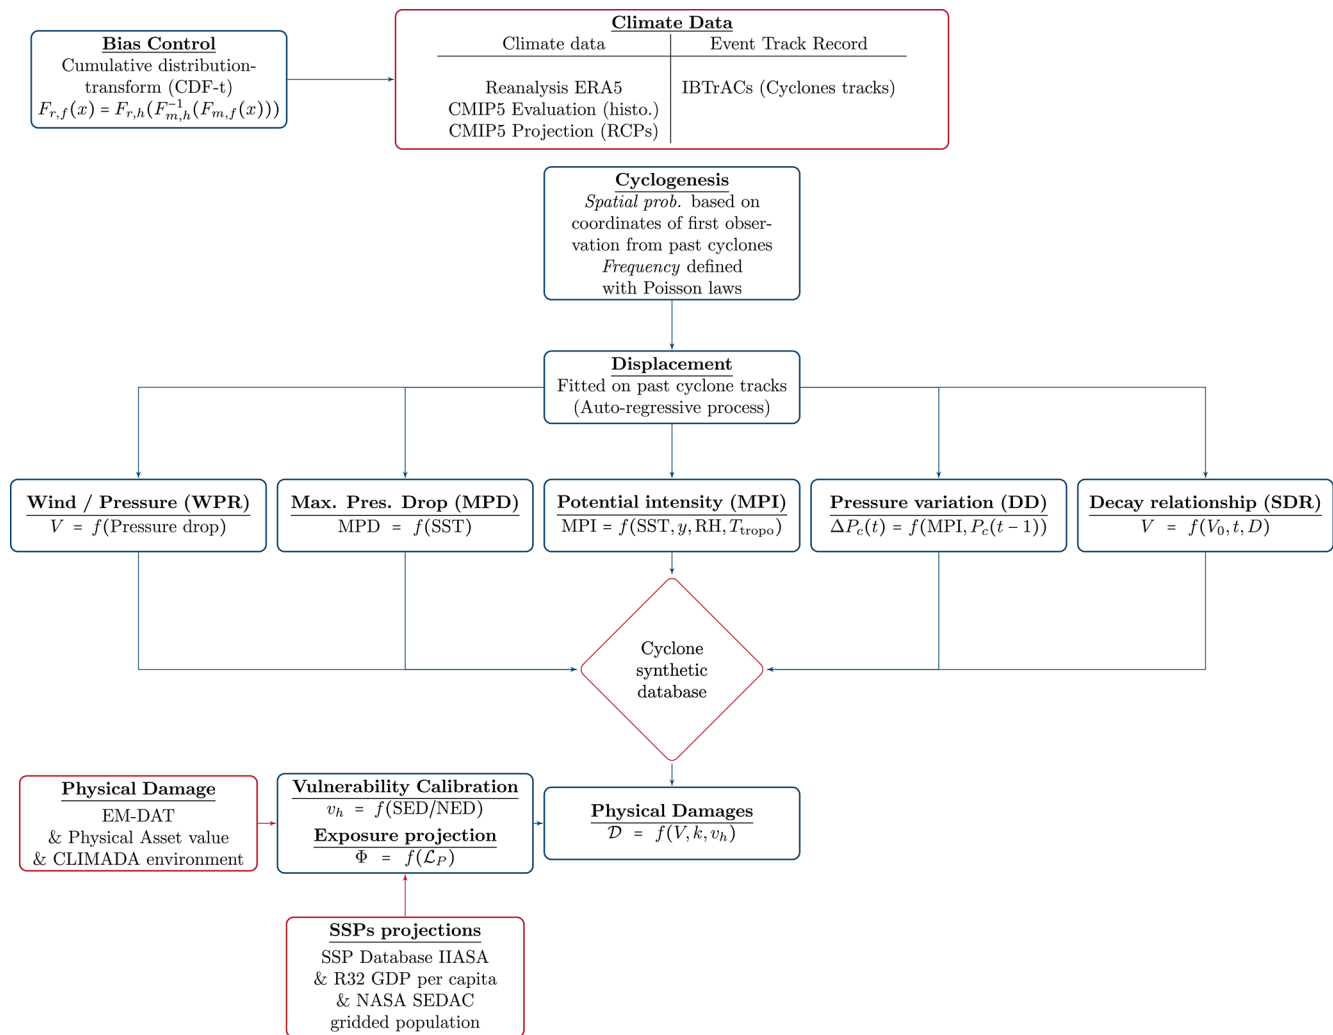 Bias Control
Cumulative distribution-
transform (CDF-t)
F_{r,f}(x) = F_{r,h}(F_{m,h}^{-1}(F_{m,f}(x)))
Climate Data
Climate data
Event Track Record
Reanalysis ERA5
IBTrACs (Cyclones tracks)
CMIP5 Evaluation (histo.)
CMIP5 Projection (RCPs)
Cyclogenesis
Spatial prob. based on
coordinates of first obser-
vation from past cyclones
Frequency defined
with Poisson laws
Displacement
Fitted on past cyclone tracks
(Auto-regressive process)
Wind / Pressure (WPR)
V = f(Pressure drop)
Max. Pres. Drop (MPD)
MPD = f(SST)
Potential intensity (MPI)
MPI = f(SST, y, RH, T_{tropo})
Pressure variation (DD)
ΔP_c(t) = f(MPI, P_c(t − 1))
Decay relationship (SDR)
V = f(V_0, t, D)
Cyclone
synthetic
database
Physical Damage
EM-DAT
& Physical Asset value
& CLIMADA environment
Vulnerability Calibration
v_h = f(SED/NED)
Exposure projection
Φ = f(ℒ_P)
Physical Damages
𝒟 = f(V, k, v_h)
SSPs projections
SSP Database IIASA
& R32 GDP per capita
& NASA SEDAC
gridded population